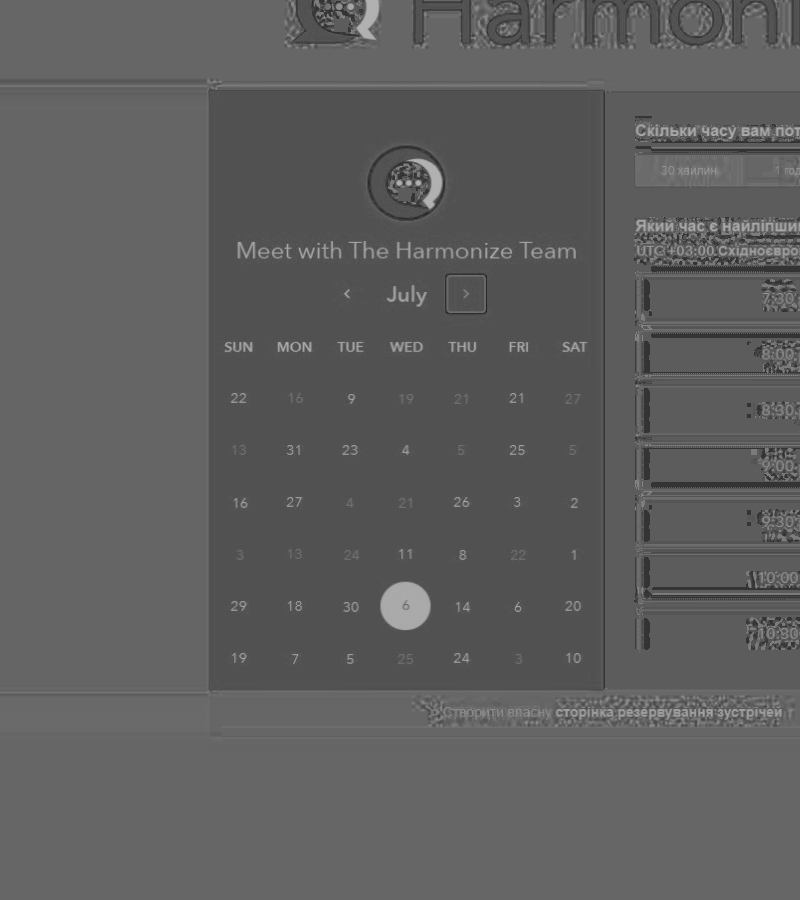 Harmoni
Meet with The Harmonize Team
July
SUN MON TUE WED THU FRI SAT
22 16 9 19 21 21 27
13 31 23 4 5 25 5
16 27 4 21 26 3 2
3 13 24 11 8 22 1
29 18 30 6 14 6 20
19 7 5 25 24 3 10
Скільки часу вам пот
30 хвилин 1 год
Який час є найліпши
UTC +03:00 Східноєвро
7:30
8:00
8:30
9:00
9:30
10:00
10:30
Створити власну сторінка резервування зустрічей